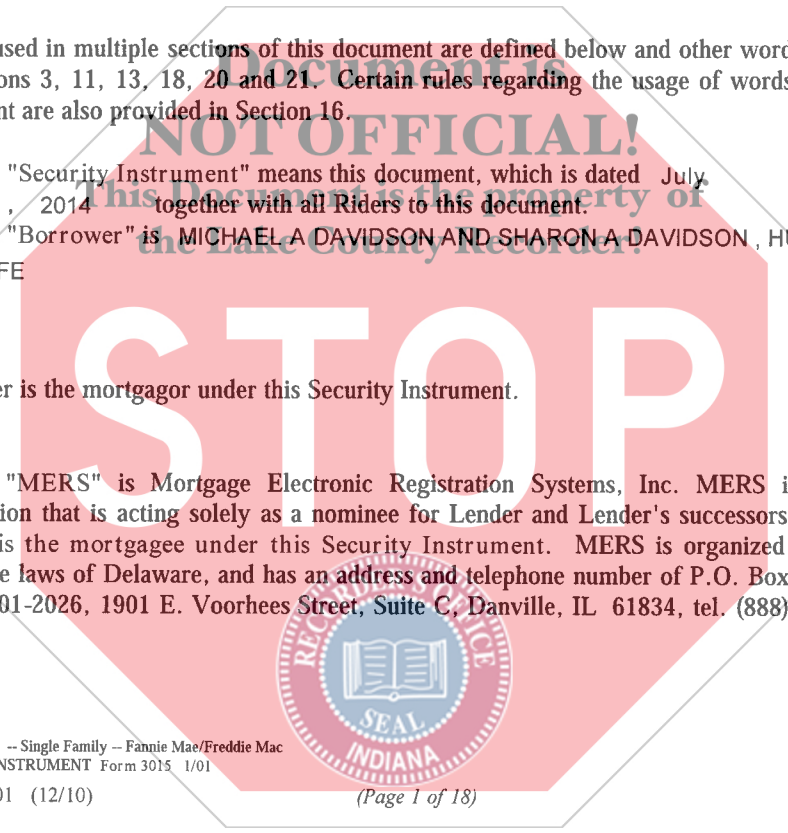 used in multiple sections of this document are defined below and other word
ons 3, 11, 13, 18, 20 and 21. Certain rules regarding the usage of words
nt are also provided in Section 16.
Document is
NOT OFFICIAL!
This Document is the property of
the Lake County Recorder!
"Security Instrument" means this document, which is dated July
, 2014 together with all Riders to this document.
"Borrower" is MICHAEL A DAVIDSON AND SHARON A DAVIDSON , HU
FE
STOP
er is the mortgagor under this Security Instrument.
"MERS" is Mortgage Electronic Registration Systems, Inc. MERS i
ion that is acting solely as a nominee for Lender and Lender's successors
is the mortgagee under this Security Instrument. MERS is organized
e laws of Delaware, and has an address and telephone number of P.O. Box
01-2026, 1901 E. Voorhees Street, Suite C, Danville, IL 61834, tel. (888)
RECORDER'S OFFICE
SEAL
INDIANA
-- Single Family -- Fannie Mae/Freddie Mac
NSTRUMENT Form 3015 1/01
01 (12/10)
(Page 1 of 18)